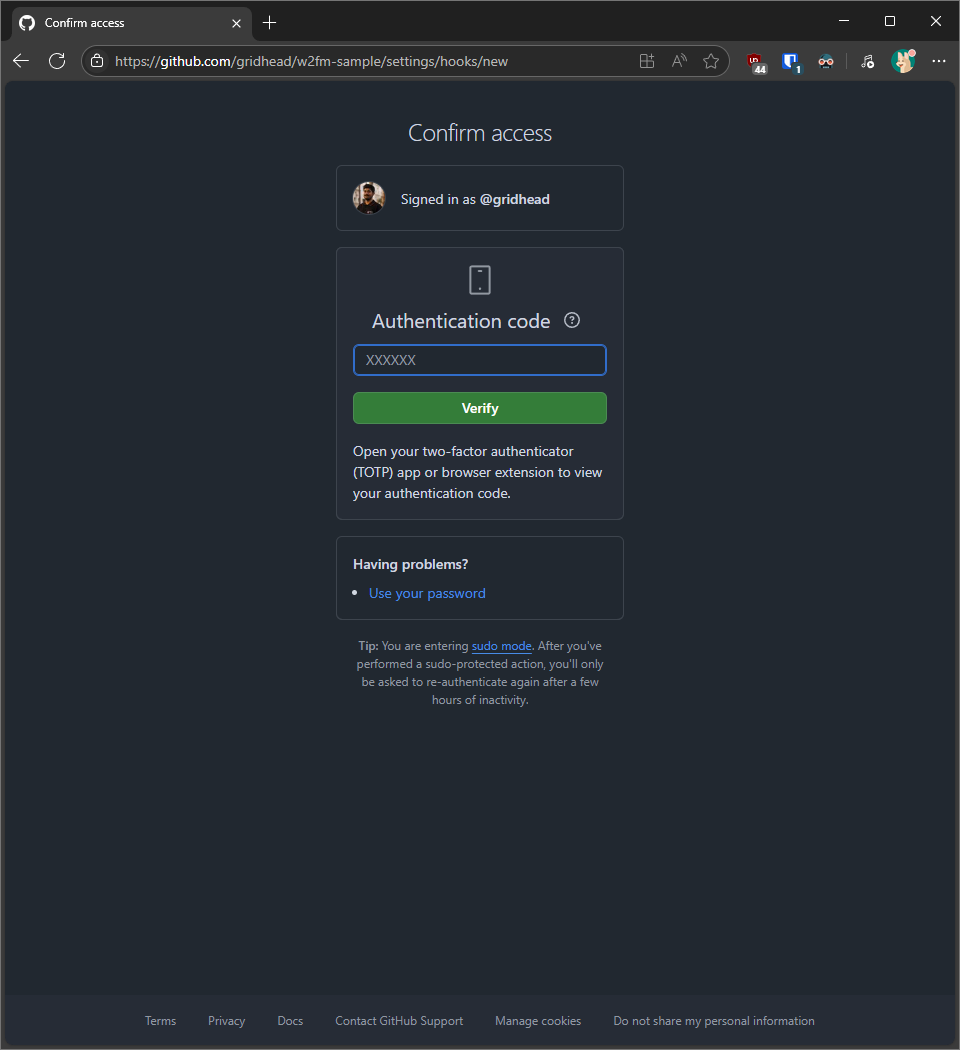 Confirm access
https://github.com/gridhead/w2fm-sample/settings/hooks/new
44
1
Confirm access
Signed in as @gridhead
Authentication code
XXXXXX
Verify
Open your two-factor authenticator
(TOTP) app or browser extension to view
your authentication code.
Having problems?
Use your password
Tip: You are entering sudo mode. After you've
performed a sudo-protected action, you'll only
be asked to re-authenticate again after a few
hours of inactivity.
Terms Privacy Docs Contact GitHub Support Manage cookies Do not share my personal information